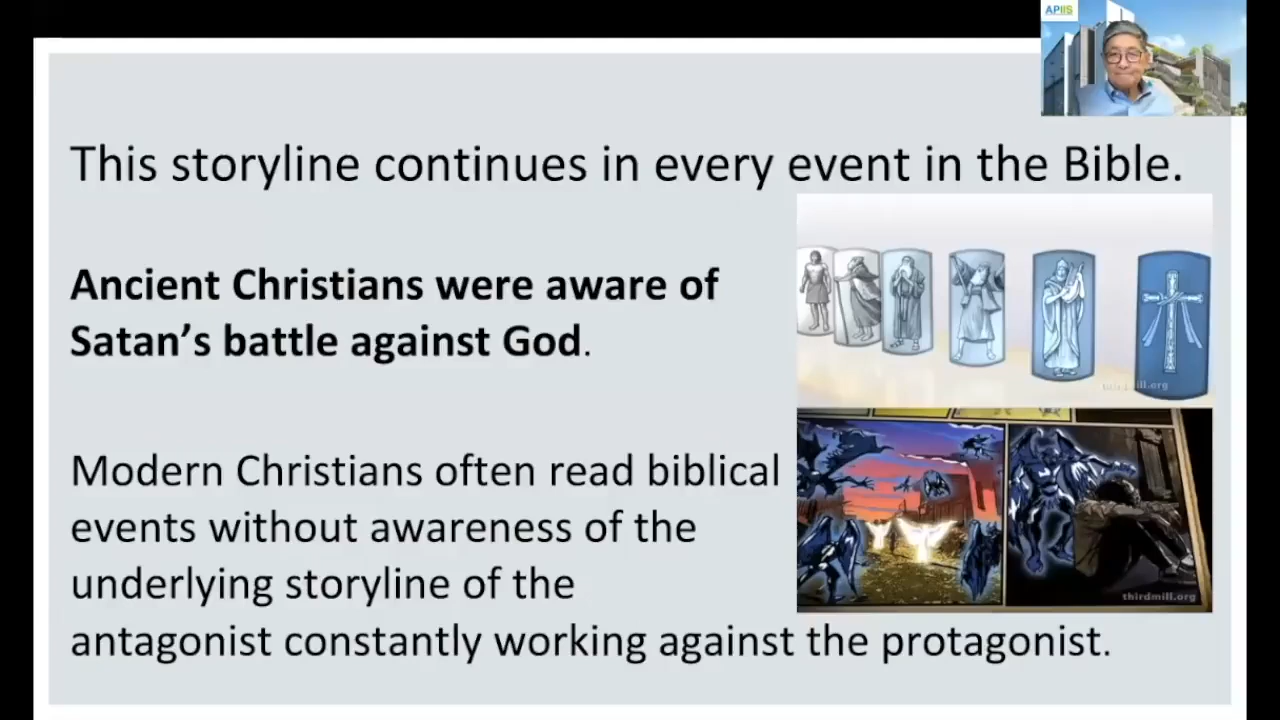 APIIS
This storyline continues in every event in the Bible.
Ancient Christians were aware of
Satan’s battle against God.
thirdmill.org
Modern Christians often read biblical
events without awareness of the
underlying storyline of the
thirdmill.org
antagonist constantly working against the protagonist.